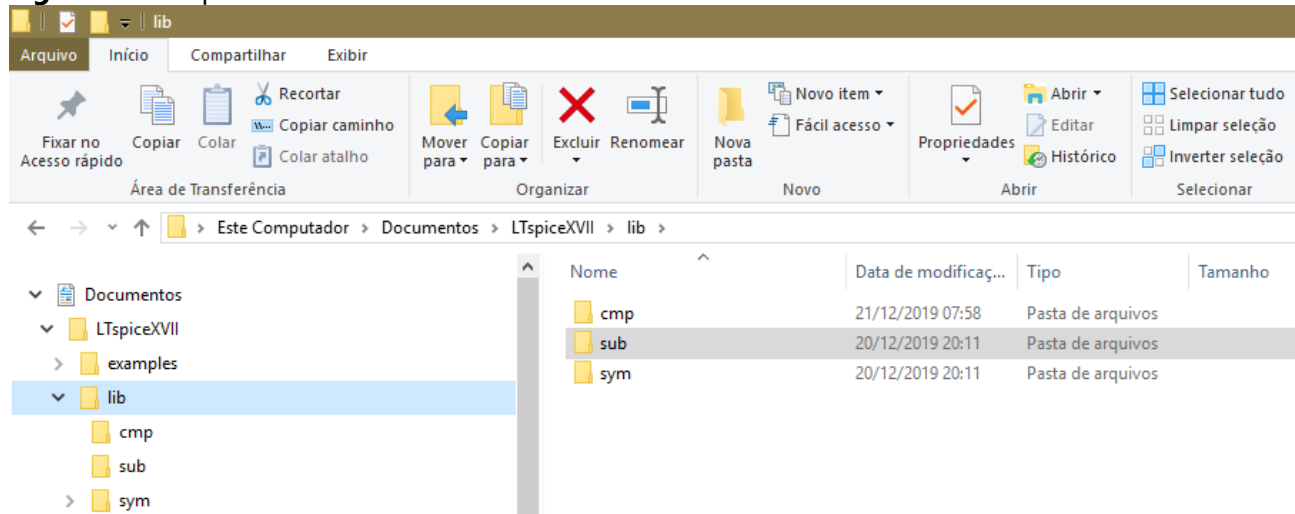 lib
Arquivo Início Compartilhar Exibir
Fixar no Acesso rápido
Copiar
Colar
Recortar
Copiar caminho
Colar atalho
Área de Transferência
Mover para
Copiar para
Excluir
Renomear
Organizar
Nova pasta
Novo item
Fácil acesso
Novo
Propriedades
Abrir
Editar
Histórico
Abrir
Selecionar tudo
Limpar seleção
Inverter seleção
Selecionar
Este Computador > Documentos > LTspiceXVII > lib >
Documentos
LTspiceXVII
examples
lib
cmp
sub
sym
Nome Data de modificaç... Tipo Tamanho
cmp 21/12/2019 07:58 Pasta de arquivos
sub 20/12/2019 20:11 Pasta de arquivos
sym 20/12/2019 20:11 Pasta de arquivos